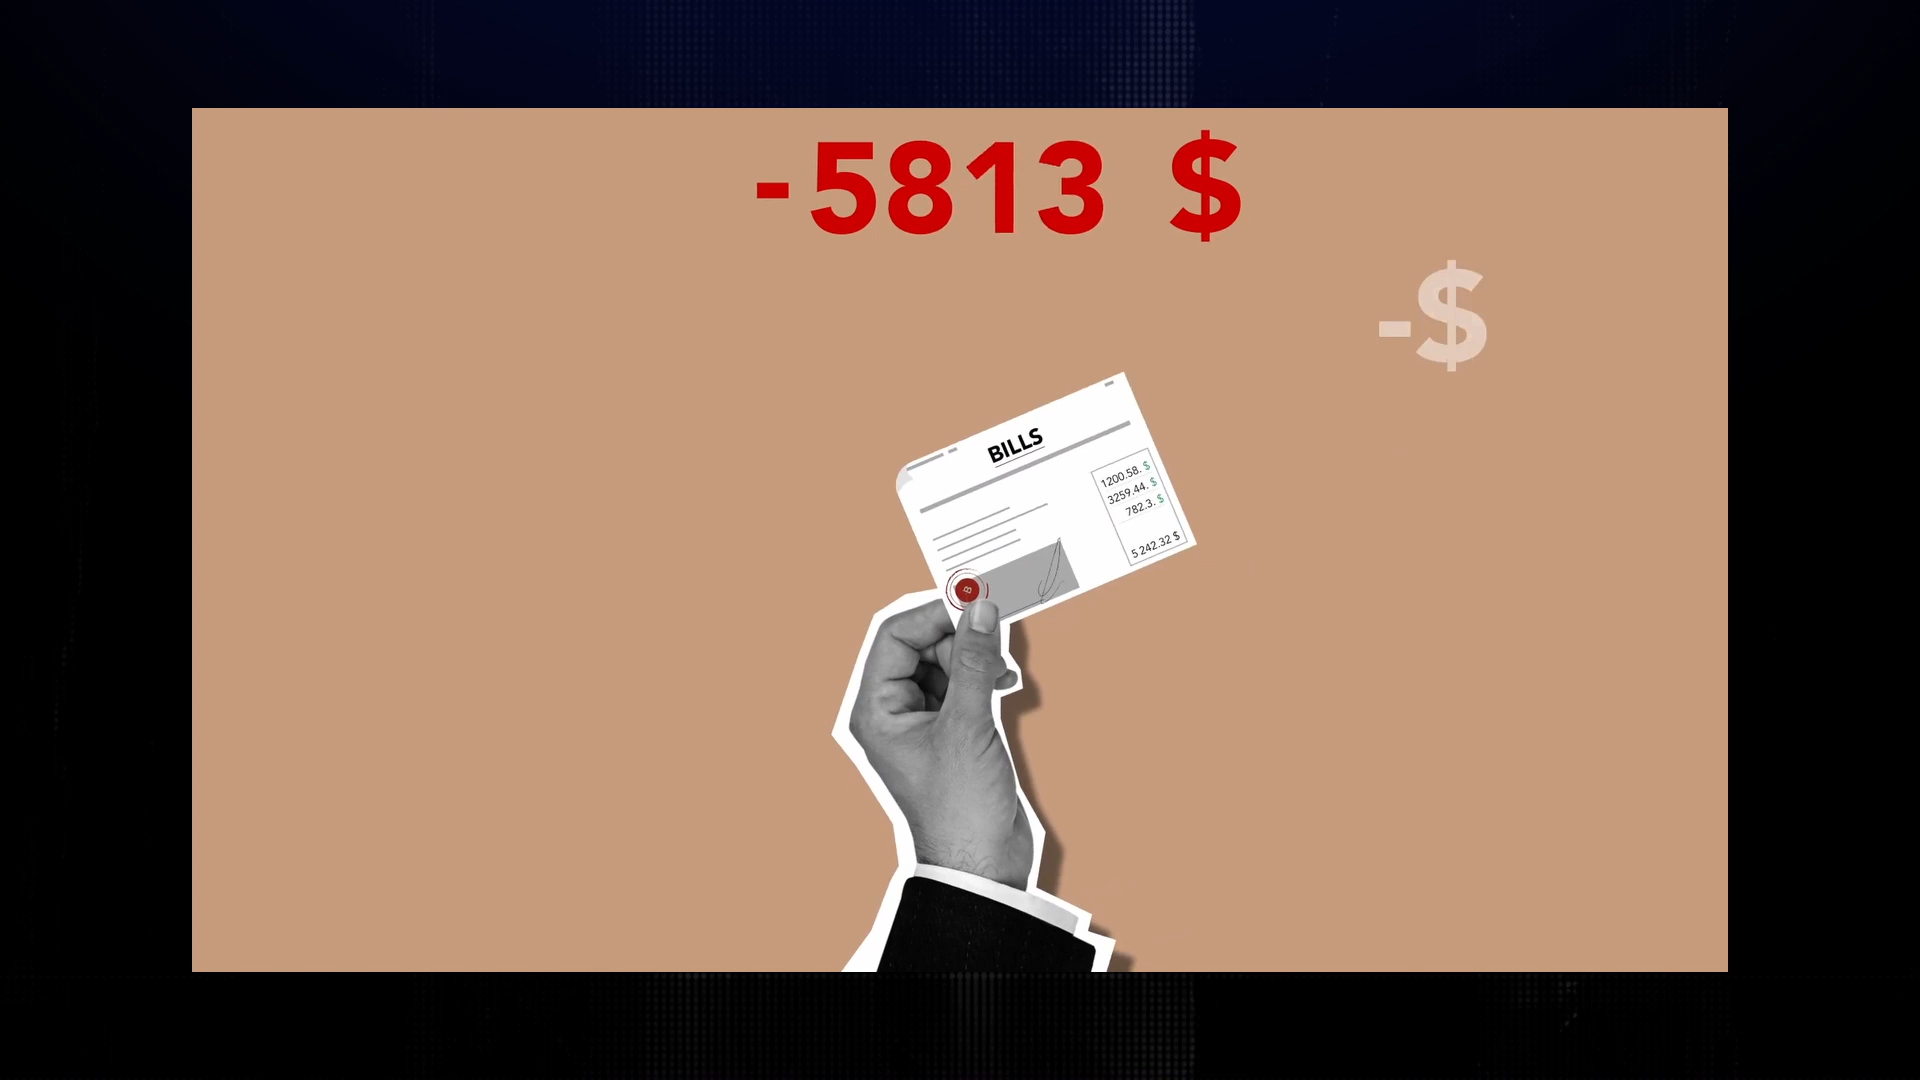 -5813 $
-$
BILLS
1200.58. $
3259.44. $
782.3. $
5 242.32 $
B